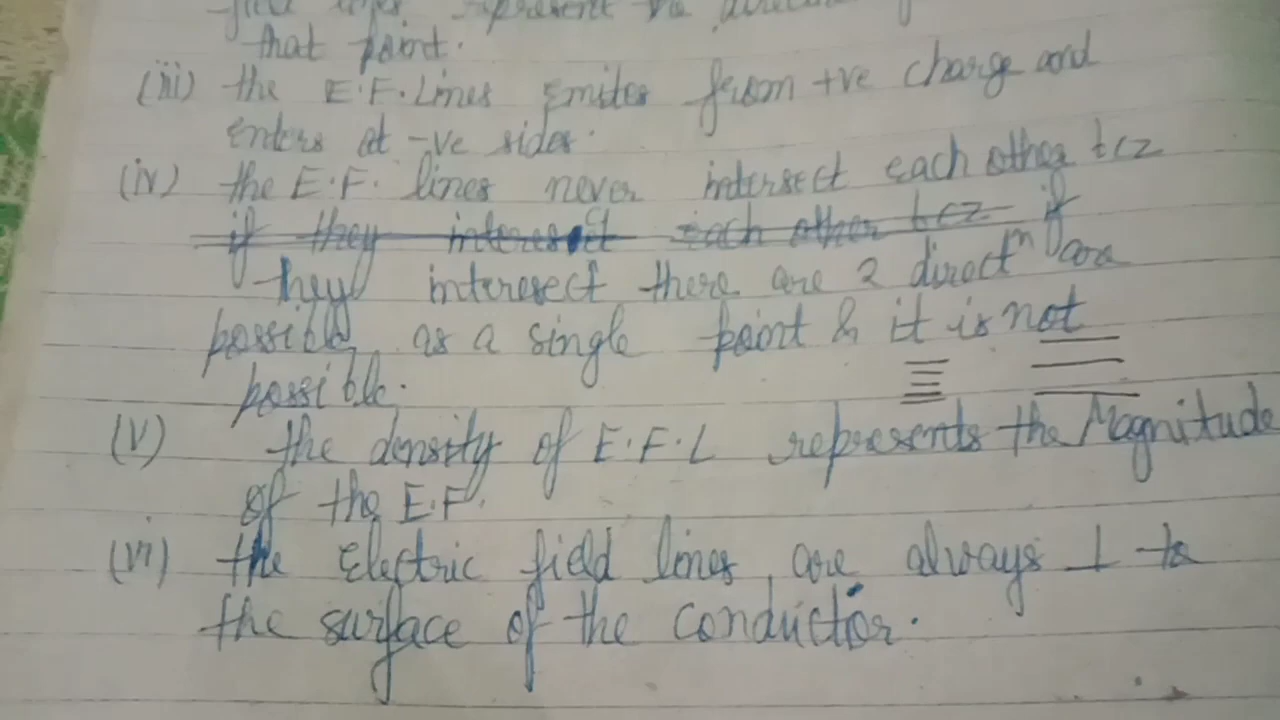 that point.
(iii) the E.F. Lines Emites from +ve charge and
enters at -ve sides.
(iv) the E.F. lines never intersect each other bcz
if they interesect each other bcz if
they interesect there are 2 directⁿ are
possible as a single point & it is not
possible.
(v) the density of E.F.L represents the Magnitude
of the E.F.
(vi) the Electric field lines are always ⊥ to
the surface of the conductor.